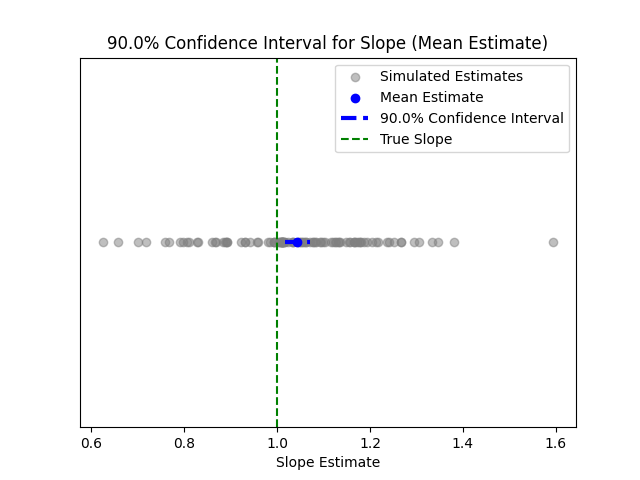 90.0% Confidence Interval for Slope (Mean Estimate)
Simulated Estimates
Mean Estimate
90.0% Confidence Interval
True Slope
0.6 0.8 1.0 1.2 1.4 1.6
Slope Estimate